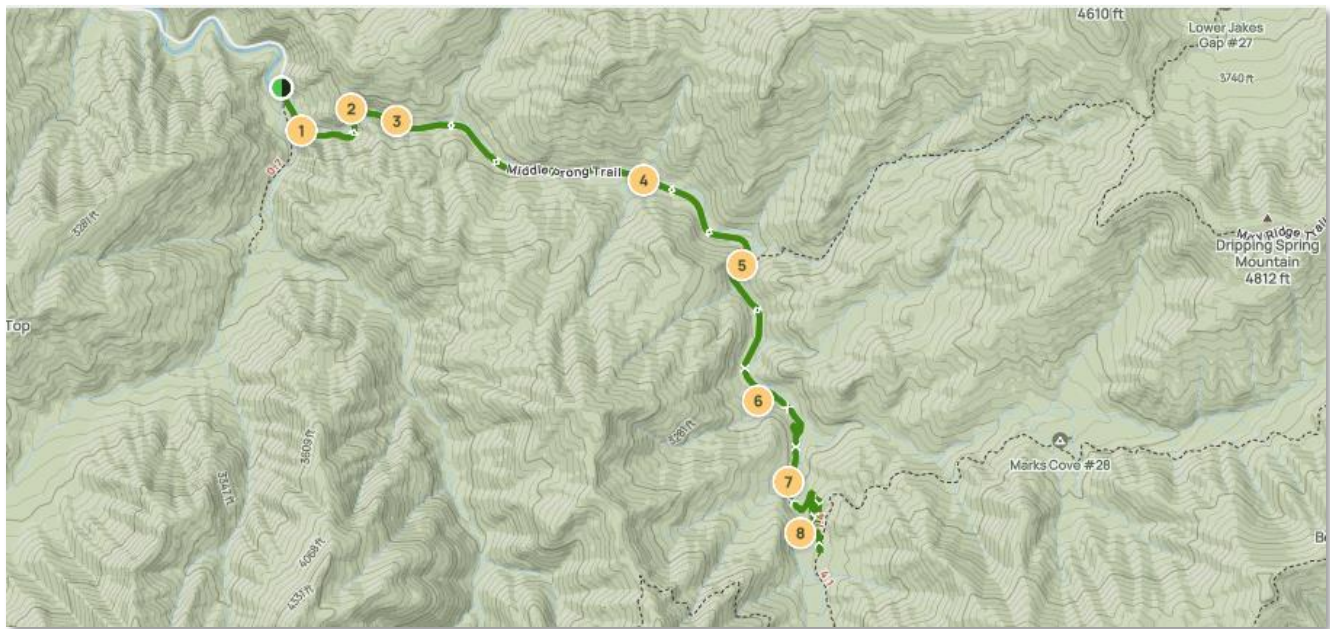 4610 ft
Lower Jakes
Gap #27
3740 ft
2
3
1
Middle Prong Trail
4
3281 ft
Dripping Spring
Mountain
4812 ft
5
Top
6
3281 ft
3609 ft
Marks Cove #28
3347 ft
7
8
4068 ft
4331 ft